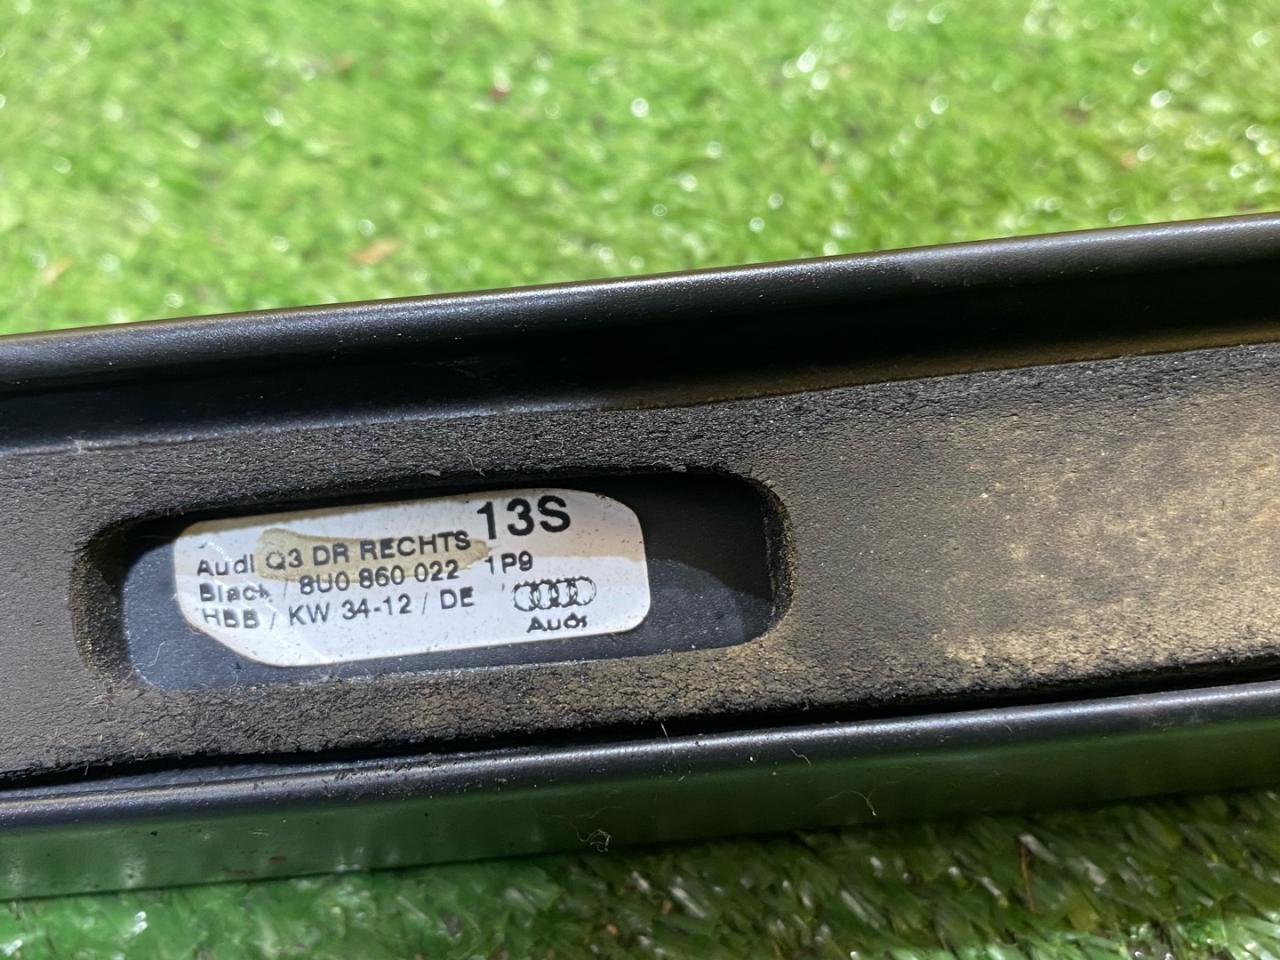 13S
Audi Q3 DR RECHTS
Black / 8U0 860 022 1P9
HBB / KW 34-12 / DE
Audi